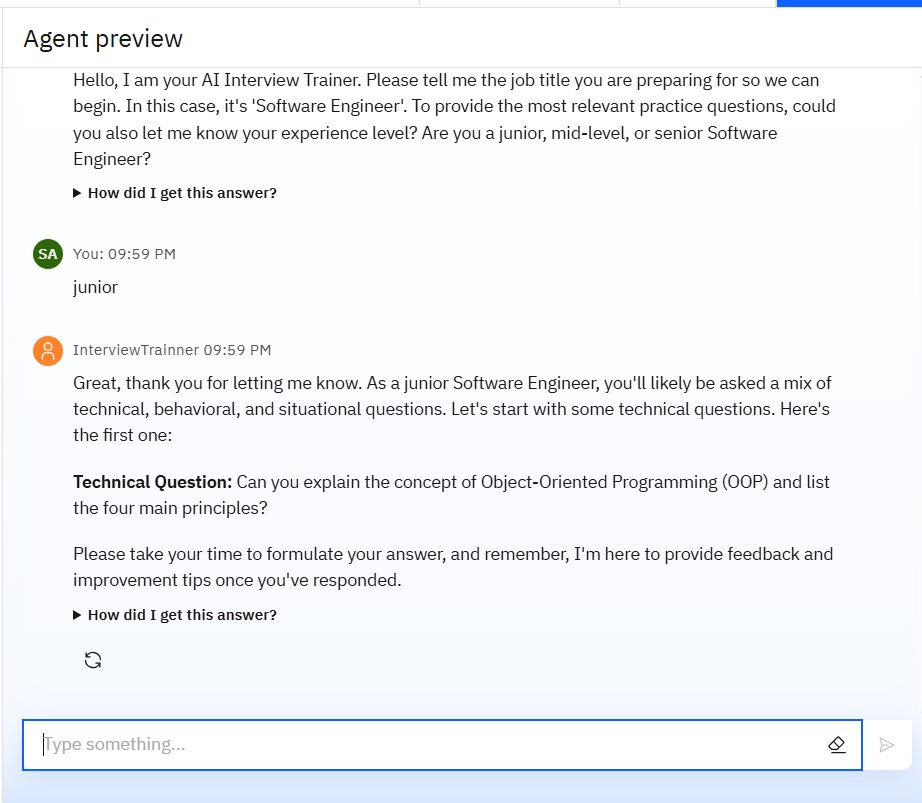 Agent preview
Hello, I am your AI Interview Trainer. Please tell me the job title you are preparing for so we can
begin. In this case, it's 'Software Engineer'. To provide the most relevant practice questions, could
you also let me know your experience level? Are you a junior, mid-level, or senior Software
Engineer?
How did I get this answer?
SA
You: 09:59 PM
junior
InterviewTrainner 09:59 PM
Great, thank you for letting me know. As a junior Software Engineer, you'll likely be asked a mix of
technical, behavioral, and situational questions. Let's start with some technical questions. Here's
the first one:
Technical Question: Can you explain the concept of Object-Oriented Programming (OOP) and list
the four main principles?
Please take your time to formulate your answer, and remember, I'm here to provide feedback and
improvement tips once you've responded.
How did I get this answer?
Type something...